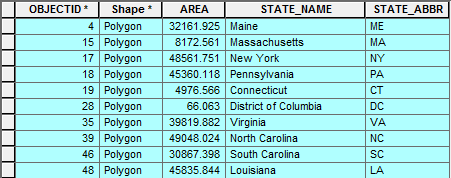 OBJECTID * Shape * AREA STATE_NAME STATE_ABBR
4 Polygon 32161.925 Maine ME
15 Polygon 8172.561 Massachusetts MA
17 Polygon 48561.751 New York NY
18 Polygon 45360.118 Pennsylvania PA
19 Polygon 4976.566 Connecticut CT
28 Polygon 66.063 District of Columbia DC
35 Polygon 39819.882 Virginia VA
39 Polygon 49048.024 North Carolina NC
46 Polygon 30867.398 South Carolina SC
48 Polygon 45835.844 Louisiana LA